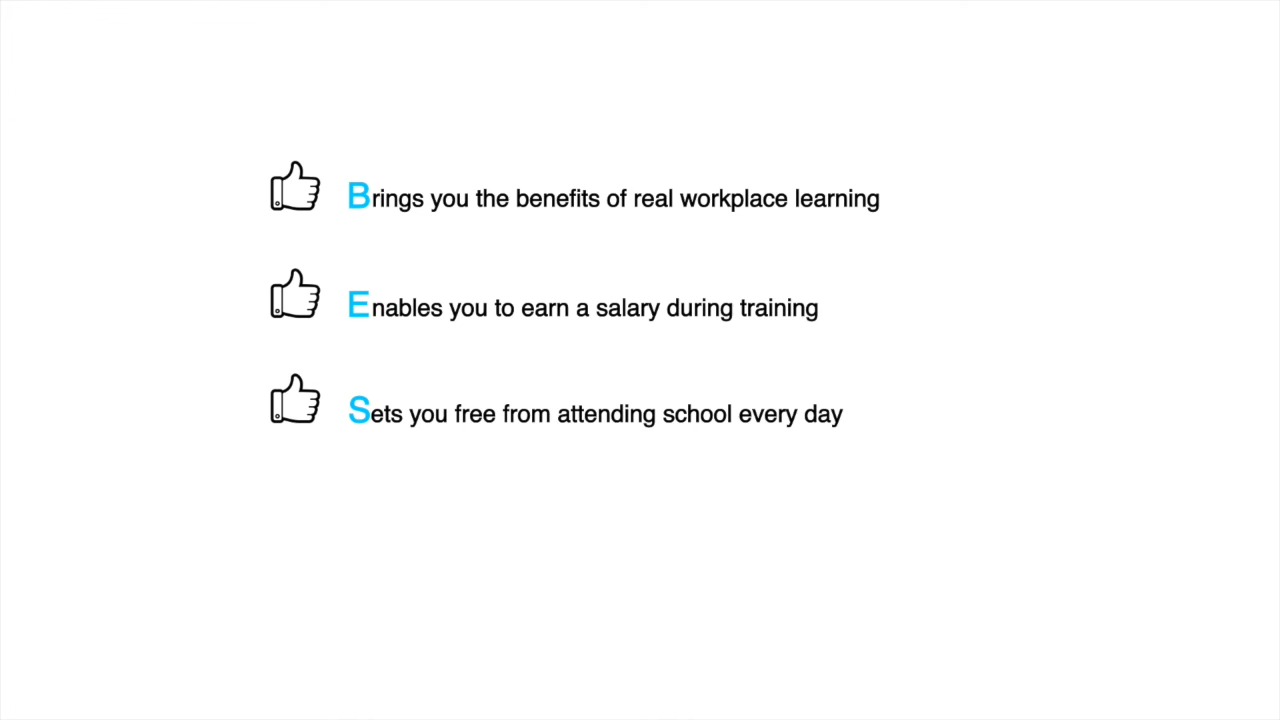 Brings you the benefits of real workplace learning
Enables you to earn a salary during training
Sets you free from attending school every day